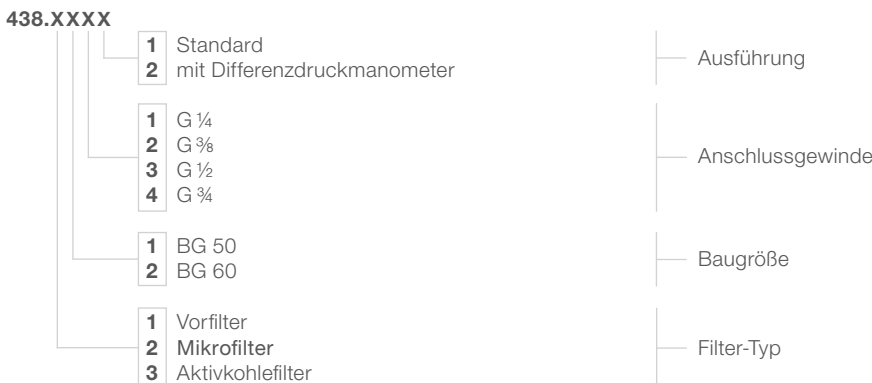 438.XXXX
1 Standard
2 mit Differenzdruckmanometer
Ausführung
1 G ¼
2 G ⅜
3 G ½
4 G ¾
Anschlussgewinde
1 BG 50
2 BG 60
Baugröße
1 Vorfilter
2 Mikrofilter
3 Aktivkohlefilter
Filter-Typ